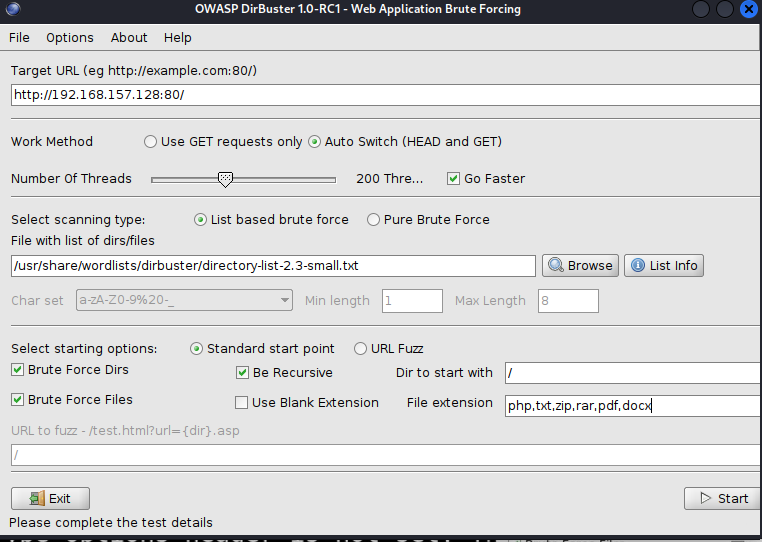 OWASP DirBuster 1.0-RC1 - Web Application Brute Forcing
File Options About Help
Target URL (eg http://example.com:80/)
http://192.168.157.128:80/
Work Method Use GET requests only Auto Switch (HEAD and GET)
Number Of Threads 200 Thre... Go Faster
Select scanning type: List based brute force Pure Brute Force
File with list of dirs/files
/usr/share/wordlists/dirbuster/directory-list-2.3-small.txt Browse List Info
Char set a-zA-Z0-9%20-_ Min length 1 Max Length 8
Select starting options: Standard start point URL Fuzz
Brute Force Dirs Be Recursive Dir to start with /
Brute Force Files Use Blank Extension File extension php,txt,zip,rar,pdf,docx
URL to fuzz - /test.html?url={dir}.asp
/
Exit Start
Please complete the test details